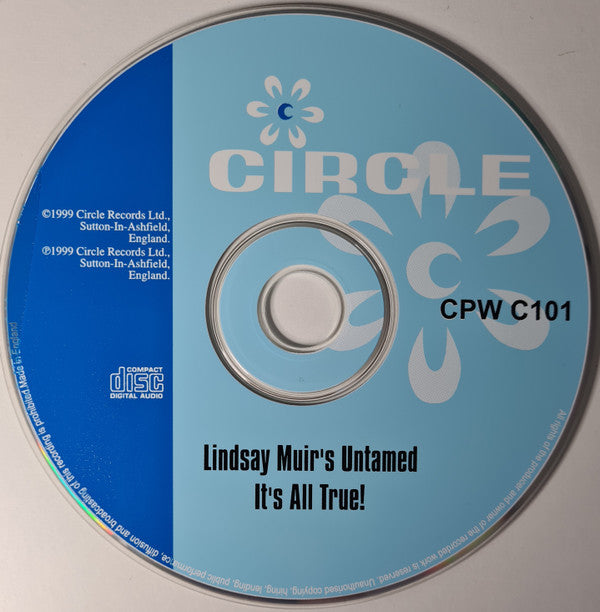 CIRCLE
©1999 Circle Records Ltd.,
Sutton-In-Ashfield,
England.
℗1999 Circle Records Ltd.,
Sutton-In-Ashfield,
England.
CPW C101
COMPACT
disc
DIGITAL AUDIO
Lindsay Muir's Untamed
It's All True!
All rights of the producer and owner of the recorded work is reserved. Unauthorised copying, hiring, lending, public performance, diffusion and broadcasting of this recording is prohibited.Made in England